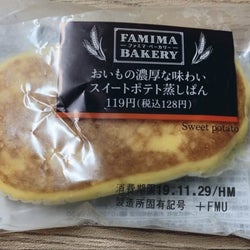 FAMIMA
ファミマ・ベーカリー
BAKERY
おいもの濃厚な味わい
スイートポテト蒸しぱん
119円(税込128円)
Sweet potato
消費期限19.11.29/HM
製造所固有記号 +FMU